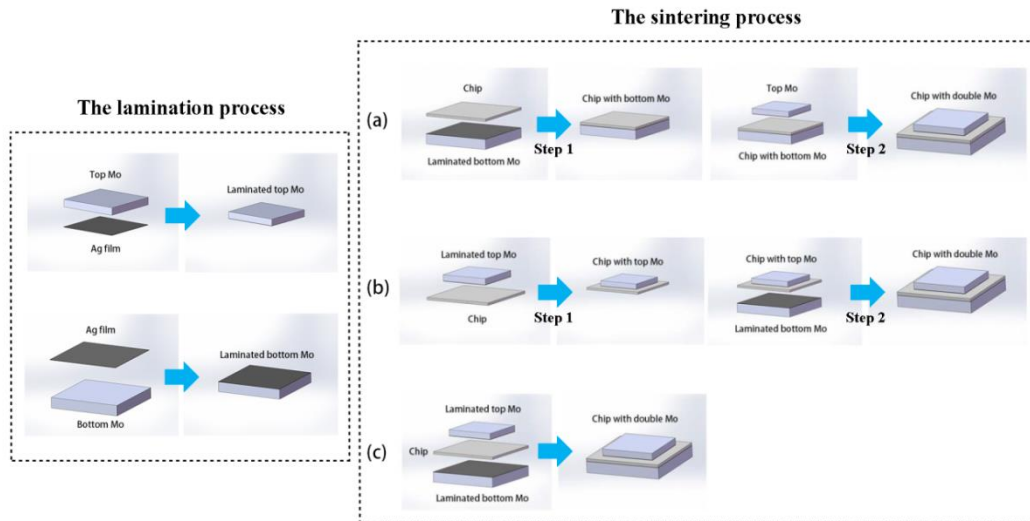 The sintering process
The lamination process
Top Mo
Ag film
Laminated top Mo
Ag film
Bottom Mo
Laminated bottom Mo
(a)
Chip
Laminated bottom Mo
Step 1
Chip with bottom Mo
Top Mo
Chip with bottom Mo
Step 2
Chip with double Mo
(b)
Laminated top Mo
Chip
Step 1
Chip with top Mo
Chip with top Mo
Laminated bottom Mo
Step 2
Chip with double Mo
(c)
Laminated top Mo
Chip
Laminated bottom Mo
Chip with double Mo